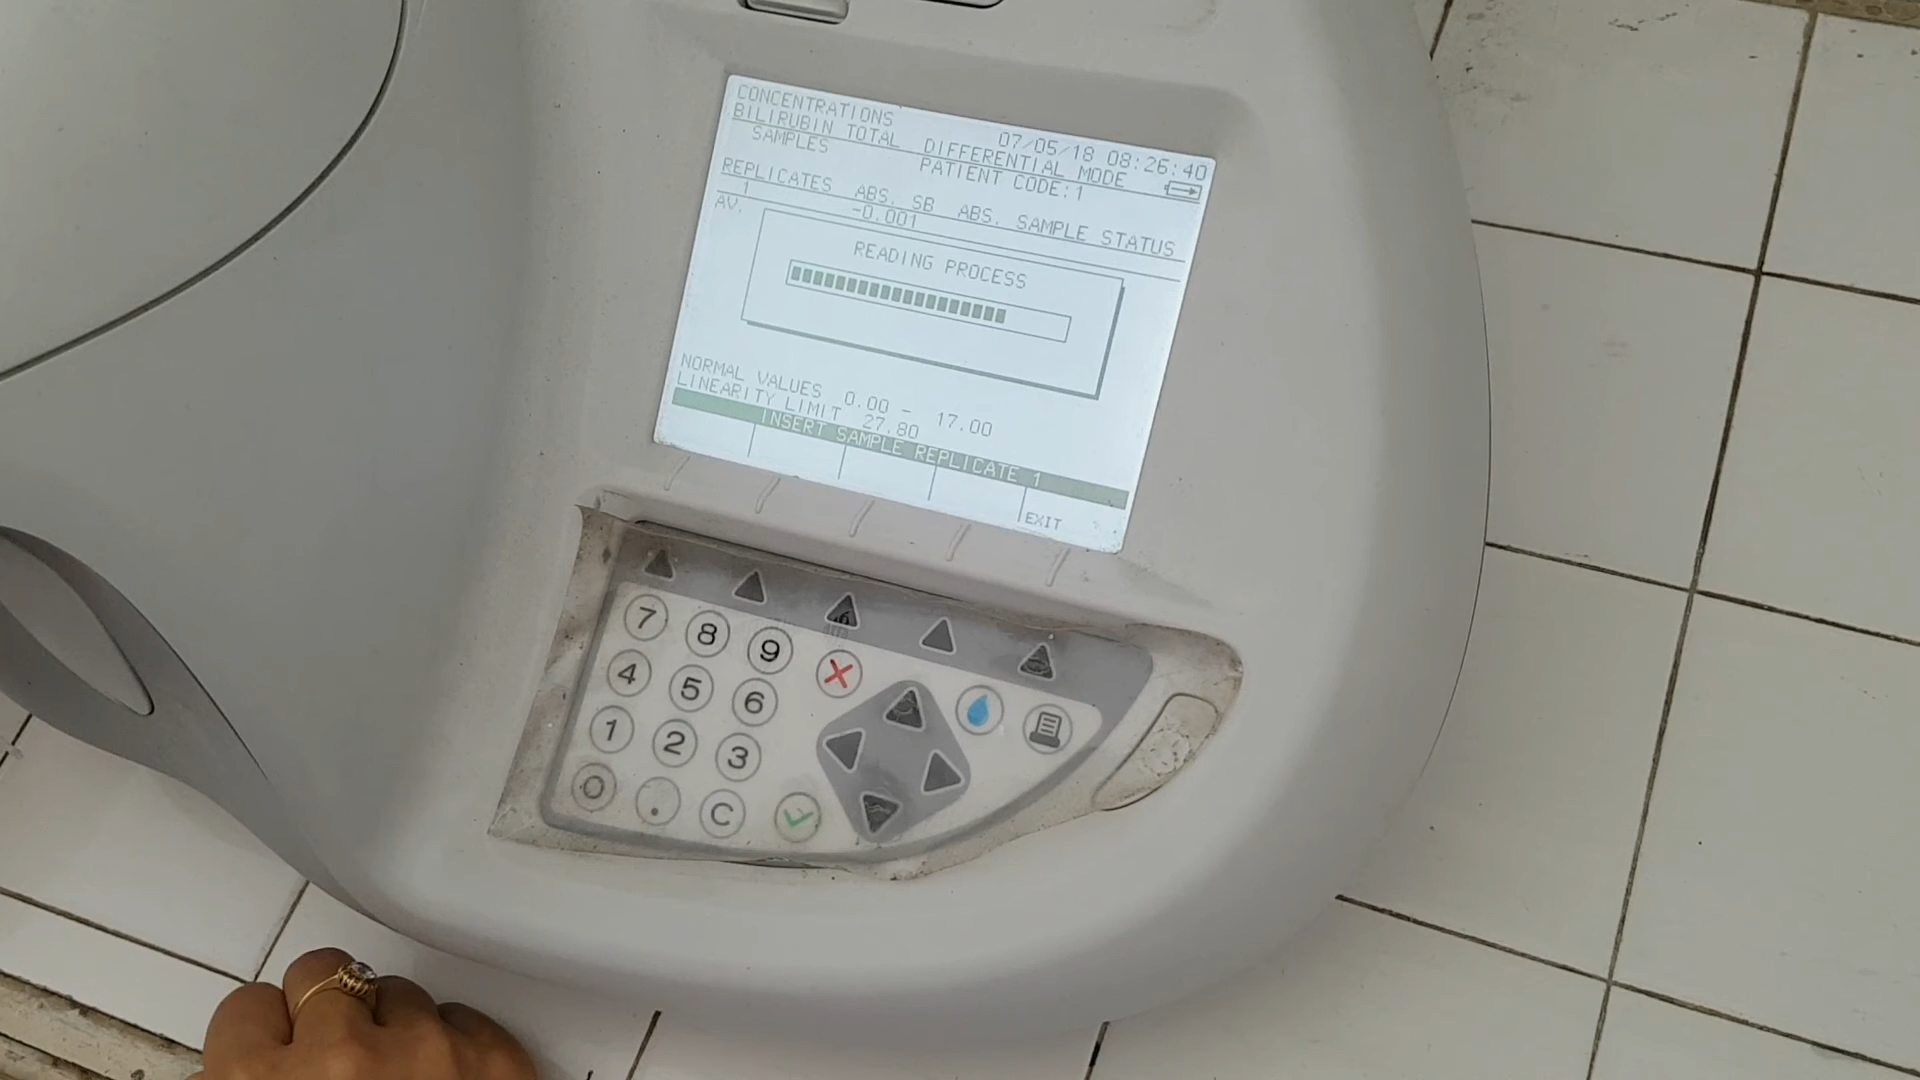 CONCENTRATIONS 07/05/18 08:26:40
BILIRUBIN TOTAL DIFFERENTIAL MODE
SAMPLES PATIENT CODE:1
REPLICATES ABS. SB ABS. SAMPLE STATUS
1 -0.001
AV.
READING PROCESS
NORMAL VALUES 0.00 - 17.00
LINEARITY LIMIT 27.80
INSERT SAMPLE REPLICATE 1
EXIT
7 8 9
4 5 6
1 2 3
0 . C